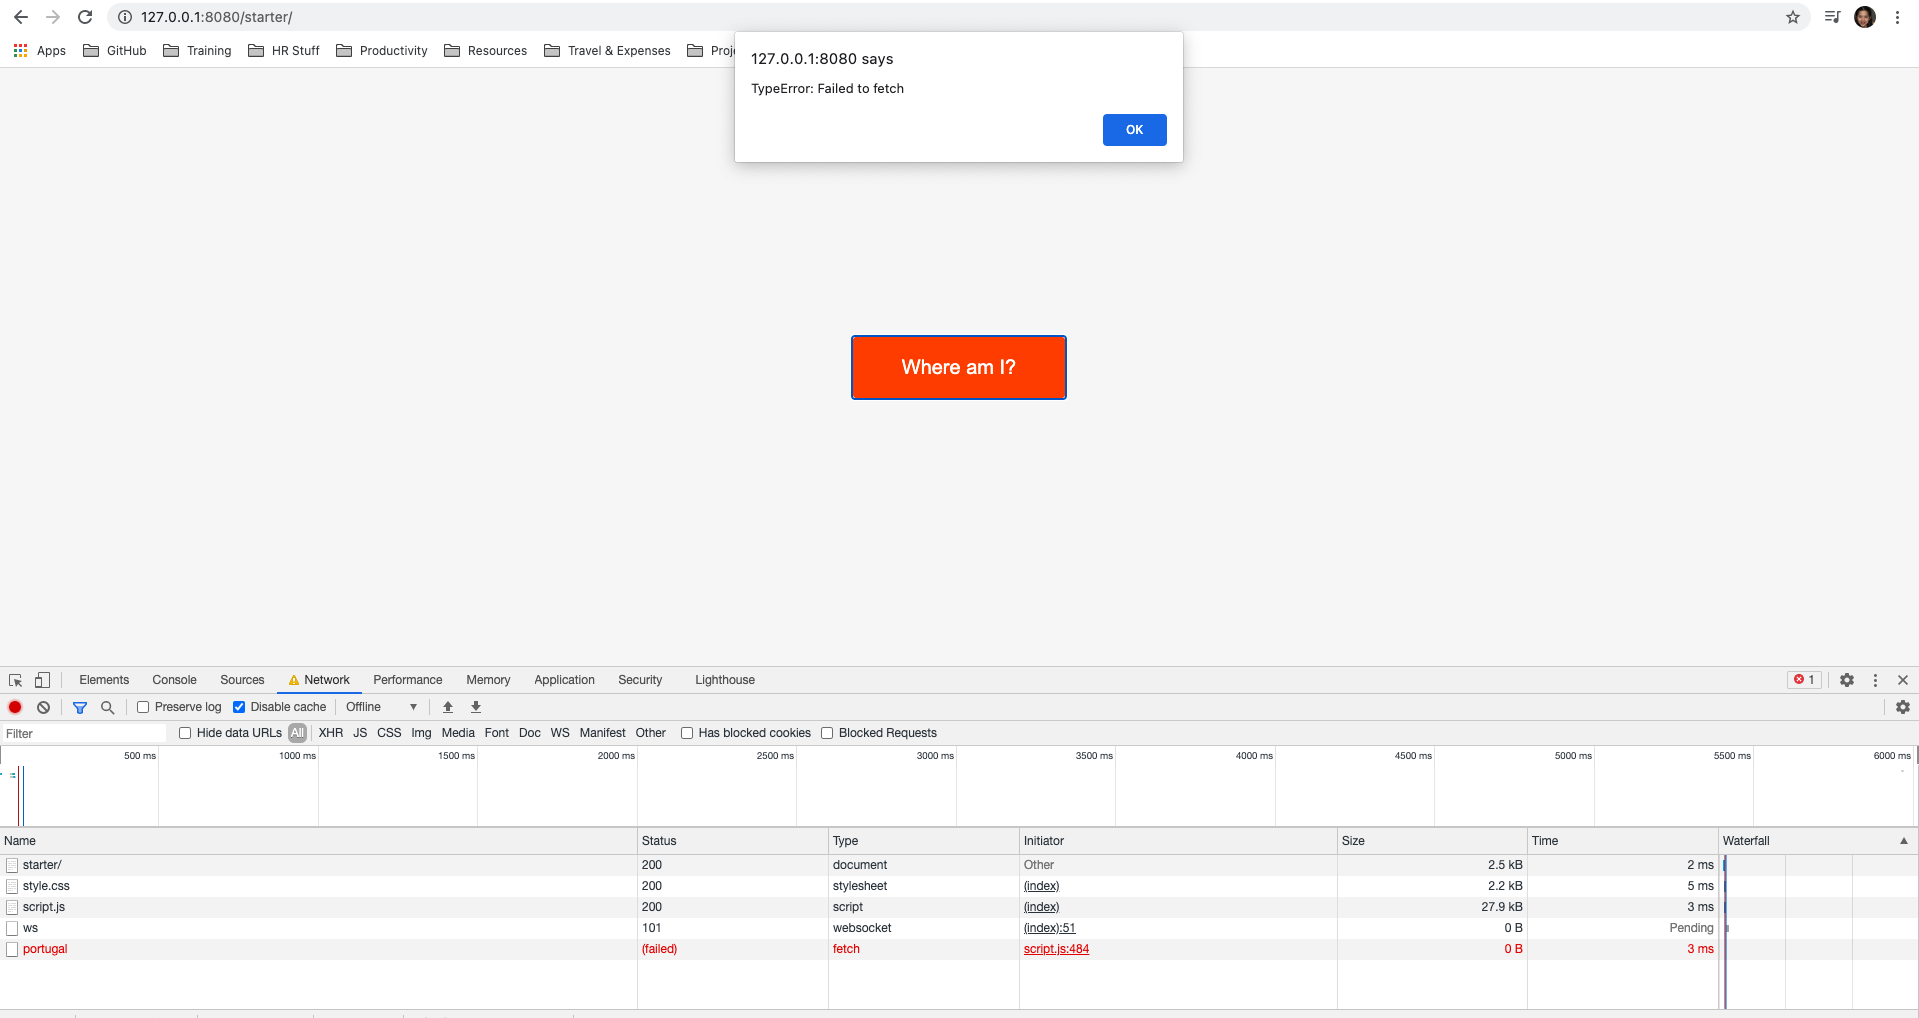 127.0.0.1:8080/starter/
Apps GitHub Training HR Stuff Productivity Resources Travel & Expenses Proj
127.0.0.1:8080 says
TypeError: Failed to fetch
OK
Where am I?
Elements Console Sources Network Performance Memory Application Security Lighthouse 1
Preserve log Disable cache Offline
Filter Hide data URLs All XHR JS CSS Img Media Font Doc WS Manifest Other Has blocked cookies Blocked Requests
500 ms 1000 ms 1500 ms 2000 ms 2500 ms 3000 ms 3500 ms 4000 ms 4500 ms 5000 ms 5500 ms 6000 ms
Name Status Type Initiator Size Time Waterfall
starter/ 200 document Other 2.5 kB 2 ms
style.css 200 stylesheet (index) 2.2 kB 5 ms
script.js 200 script (index) 27.9 kB 3 ms
ws 101 websocket (index):51 0 B Pending
portugal (failed) fetch script.js:484 0 B 3 ms